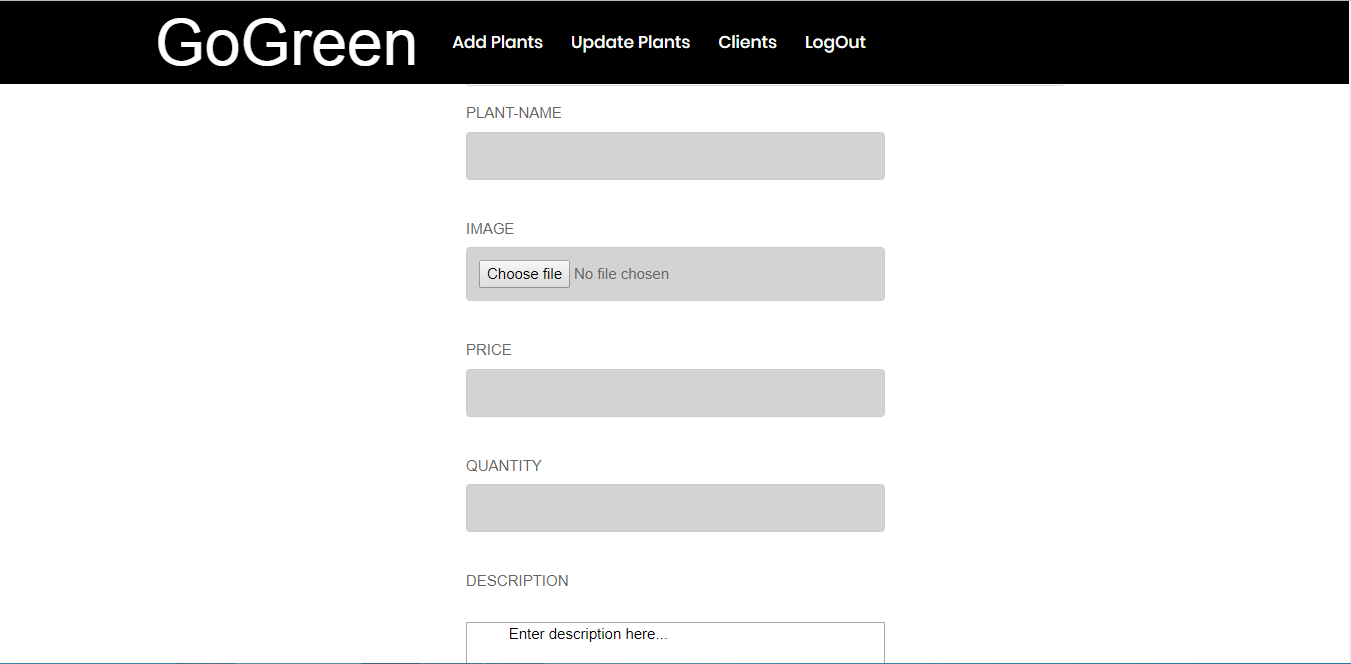 GoGreen Add Plants Update Plants Clients LogOut
PLANT-NAME
IMAGE
Choose file No file chosen
PRICE
QUANTITY
DESCRIPTION
Enter description here...